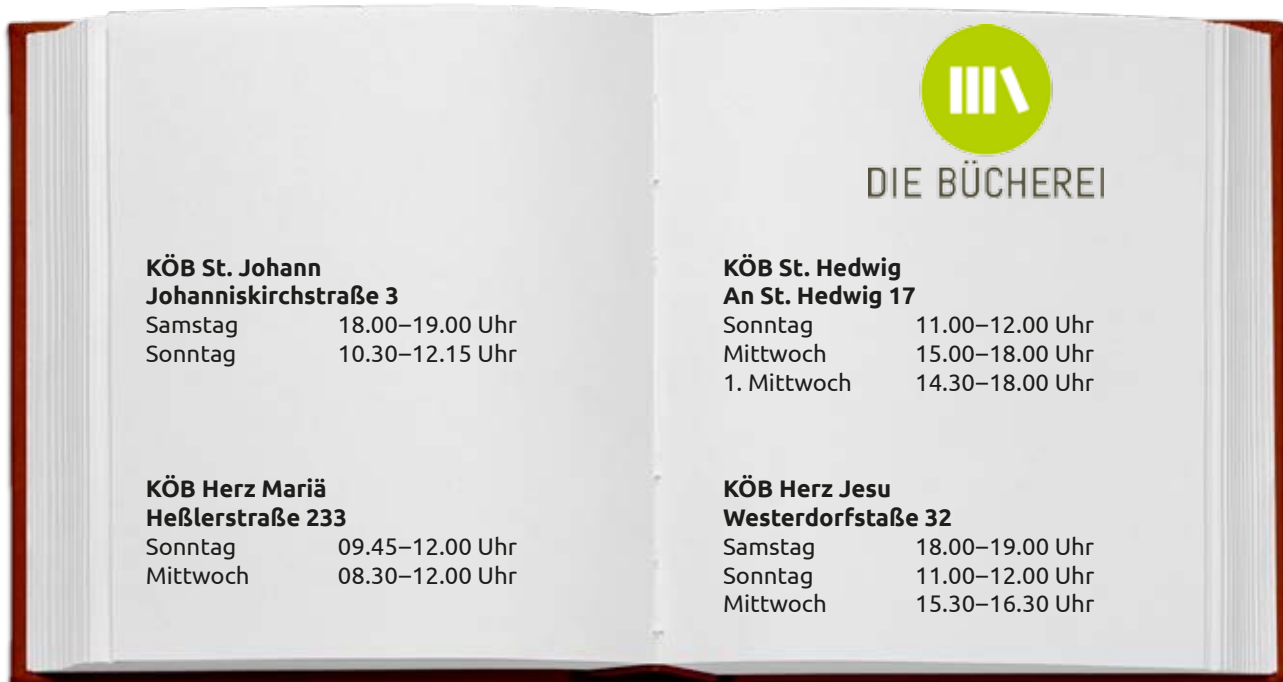 DIE BÜCHEREI
KÖB St. Johann
Johanniskirchstraße 3
Samstag 18.00–19.00 Uhr
Sonntag 10.30–12.15 Uhr
KÖB St. Hedwig
An St. Hedwig 17
Sonntag 11.00–12.00 Uhr
Mittwoch 15.00–18.00 Uhr
1. Mittwoch 14.30–18.00 Uhr
KÖB Herz Mariä
Heßlerstraße 233
Sonntag 09.45–12.00 Uhr
Mittwoch 08.30–12.00 Uhr
KÖB Herz Jesu
Westerdorfstaße 32
Samstag 18.00–19.00 Uhr
Sonntag 11.00–12.00 Uhr
Mittwoch 15.30–16.30 Uhr